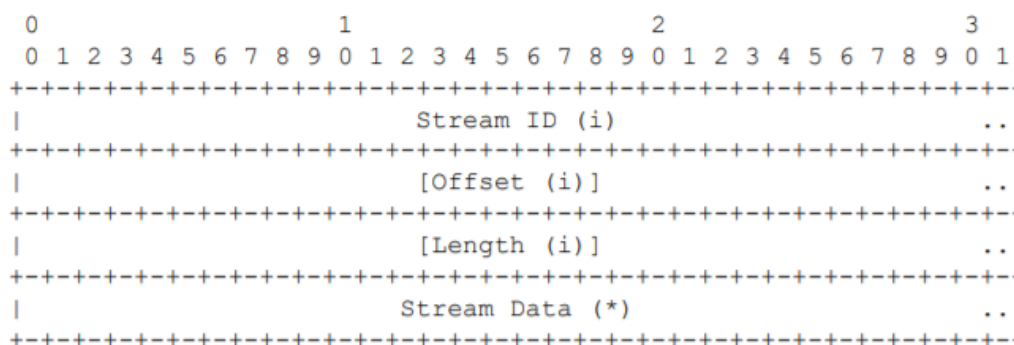 0                   1                   2                   3
0 1 2 3 4 5 6 7 8 9 0 1 2 3 4 5 6 7 8 9 0 1 2 3 4 5 6 7 8 9 0 1
+-+-+-+-+-+-+-+-+-+-+-+-+-+-+-+-+-+-+-+-+-+-+-+-+-+-+-+-+-+-+-+-
|                         Stream ID (i)                       ..
+-+-+-+-+-+-+-+-+-+-+-+-+-+-+-+-+-+-+-+-+-+-+-+-+-+-+-+-+-+-+-+-
|                         [Offset (i)]                        ..
+-+-+-+-+-+-+-+-+-+-+-+-+-+-+-+-+-+-+-+-+-+-+-+-+-+-+-+-+-+-+-+-
|                         [Length (i)]                        ..
+-+-+-+-+-+-+-+-+-+-+-+-+-+-+-+-+-+-+-+-+-+-+-+-+-+-+-+-+-+-+-+-
|                        Stream Data (*)                      ..
+-+-+-+-+-+-+-+-+-+-+-+-+-+-+-+-+-+-+-+-+-+-+-+-+-+-+-+-+-+-+-+-